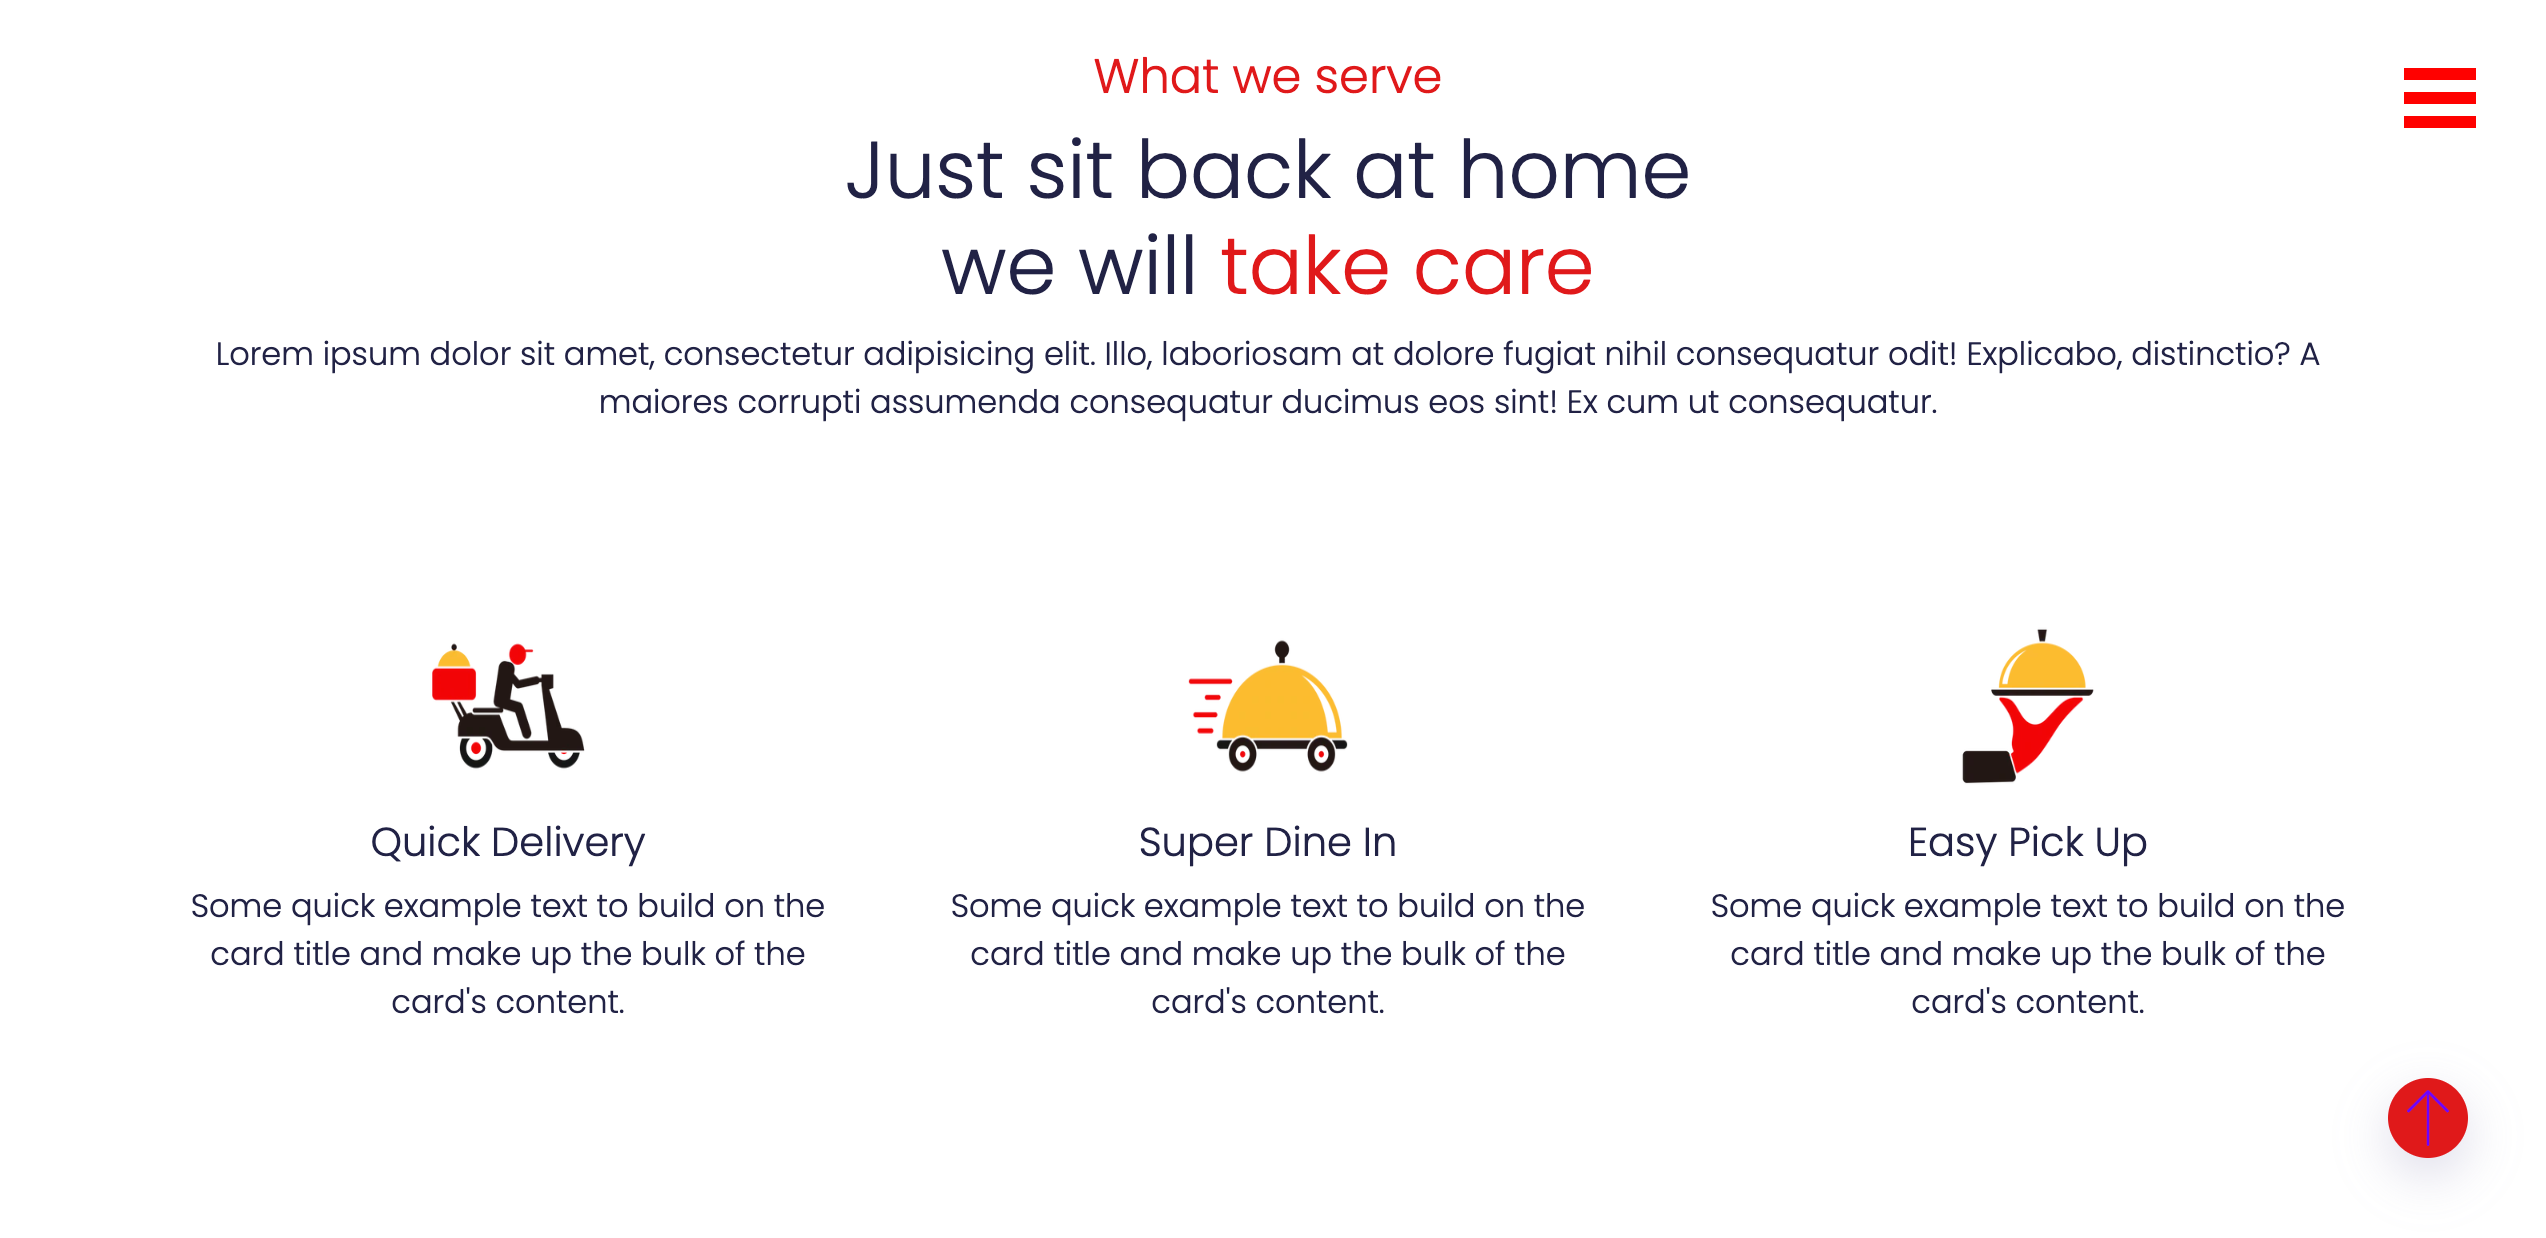 What we serve
Just sit back at home
we will take care
Lorem ipsum dolor sit amet, consectetur adipisicing elit. Illo, laboriosam at dolore fugiat nihil consequatur odit! Explicabo, distinctio? A
maiores corrupti assumenda consequatur ducimus eos sint! Ex cum ut consequatur.
Quick Delivery
Some quick example text to build on the
card title and make up the bulk of the
card's content.
Super Dine In
Some quick example text to build on the
card title and make up the bulk of the
card's content.
Easy Pick Up
Some quick example text to build on the
card title and make up the bulk of the
card's content.